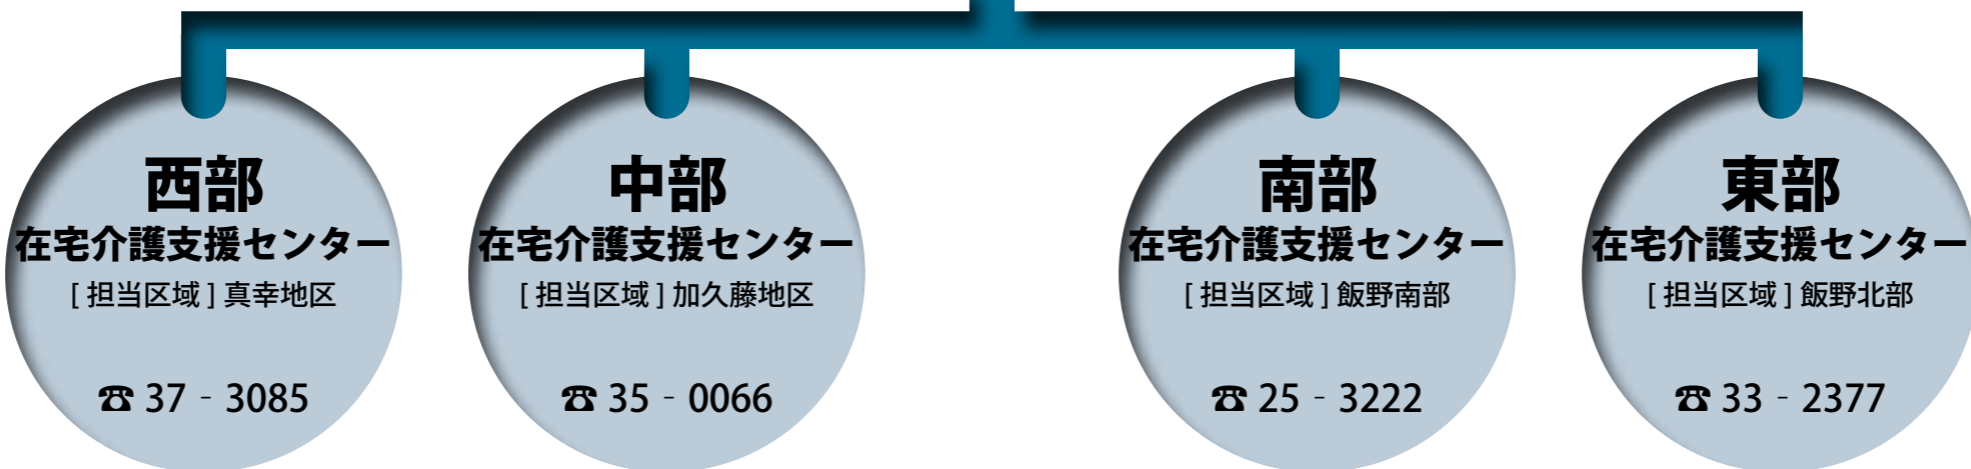 西部
在宅介護支援センター
[ 担当区域 ] 真幸地区
☎ 37 - 3085
中部
在宅介護支援センター
[ 担当区域 ] 加久藤地区
☎ 35 - 0066
南部
在宅介護支援センター
[ 担当区域 ] 飯野南部
☎ 25 - 3222
東部
在宅介護支援センター
[ 担当区域 ] 飯野北部
☎ 33 - 2377